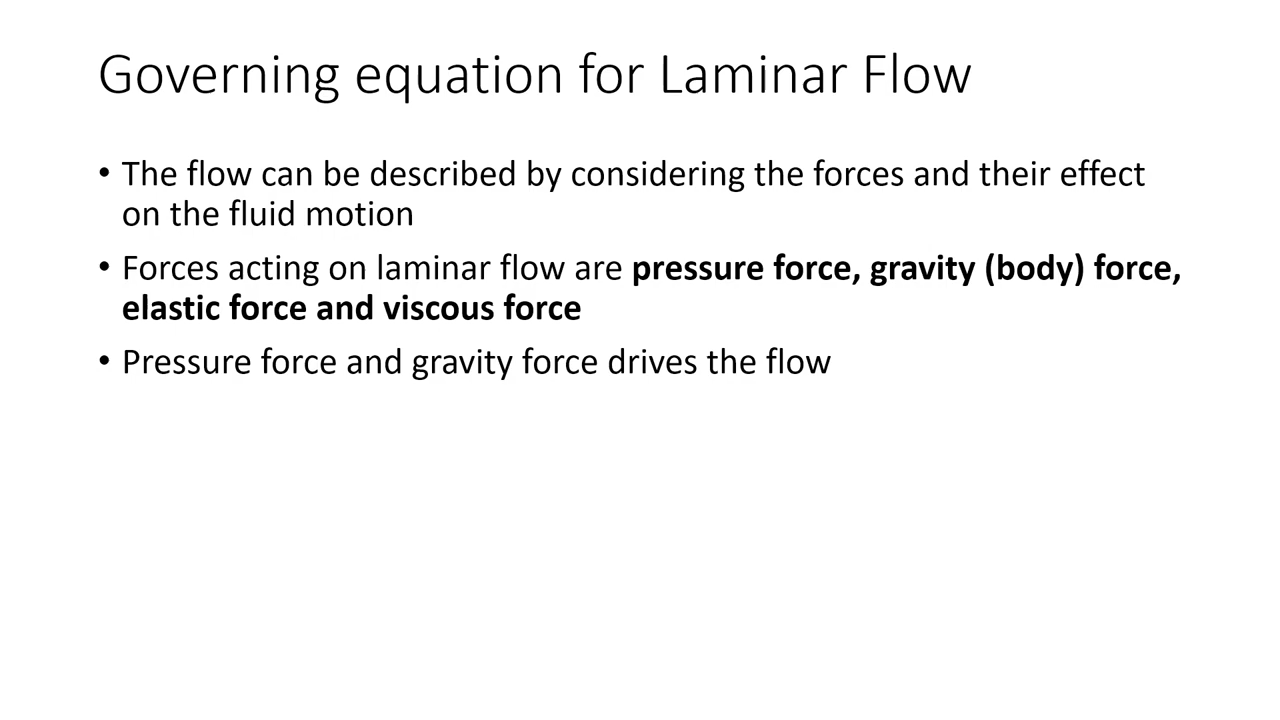 Governing equation for Laminar Flow
• The flow can be described by considering the forces and their effect
on the fluid motion
• Forces acting on laminar flow are pressure force, gravity (body) force,
elastic force and viscous force
• Pressure force and gravity force drives the flow